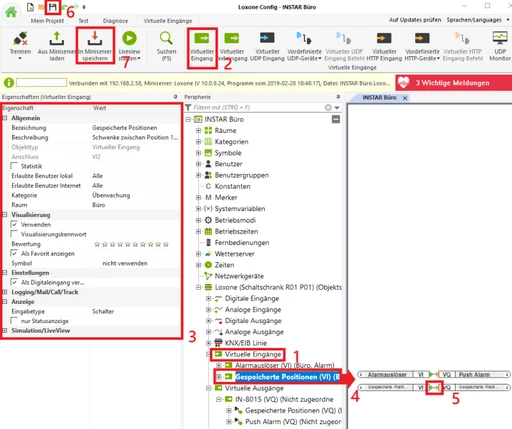 Loxone Config - INSTAR Büro
6
Mein Projekt Test Diagnose Virtuelle Eingänge
Auf Updates prüfen Sprachen/Languages
Trennen
Aus Miniserver laden
In Miniserver speichern
7
Liveview starten
Suchen (F5)
Virtueller Eingang
2
Virtueller
Virtueller UDP Eingang
Vordefinierte UDP-Geräte
Virtueller UDP Eingang Befehl
Virtueller HTTP Eingang
Vordefinierte HTTP-Geräte
Virtueller HTTP Eingang Befehl
UDP Monitor
Virtuelle Eingänge
Verbunden mit 192.168.2.58, Miniserver: Loxone (V 10.0.9.24, Programm vom 2019-02-28 18:48:17), Datei: INSTAR Büro.Loxo...
3 Wichtige Meldungen
Eigenschaften (Virtueller Eingang)
Eigenschaft Wert
Allgemein
Bezeichnung Gespeicherte Positionen
Beschreibung Schwenke zwischen Position 1...
Objekttyp Virtueller Eingang
Anschluss VI2
Statistik
Erlaubte Benutzer lokal Alle
Erlaubte Benutzer Internet Alle
Kategorie Überwachung
Raum Büro
Visualisierung
Verwenden
Visualisierungskennwort
Bewertung
Als Favorit anzeigen
Symbol nicht verwenden
Einstellungen
Als Digitaleingang ver...
Logging/Mail/Call/Track
Anzeige
Eingabetype Schalter
nur Statusanzeige
Simulation/LiveView
3
Peripherie
Filtern mit (STRG + F)
INSTAR Büro
Räume
Kategorien
Symbole
Benutzer
Benutzergruppen
Konstanten
Merker
Systemvariablen
Betriebsmodi
Betriebszeiten
Fernbedienungen
Wetterserver
Zeiten
Netzwerkgeräte
Loxone (Schaltschrank R01 P01) (Objekts
Digitale Eingänge
Analoge Eingänge
Digitale Ausgänge
Analoge Ausgänge
KNX/EIB Linie
1
Virtuelle Eingänge
Alarmauslöser (VI) (Büro, Alarm)
Gespeicherte Positionen (VI) (B
Virtuelle Ausgänge
IN-8015 (VQ) (Nicht zugeordne
Gespeicherte Positionen (V
Push Alarm (VQ) (Nicht zug
INSTAR Büro
Alarmauslöser VI VQ Push Alarm
Gespeicherte Positi... VI VQ Gespeicherte Positi...
4
5